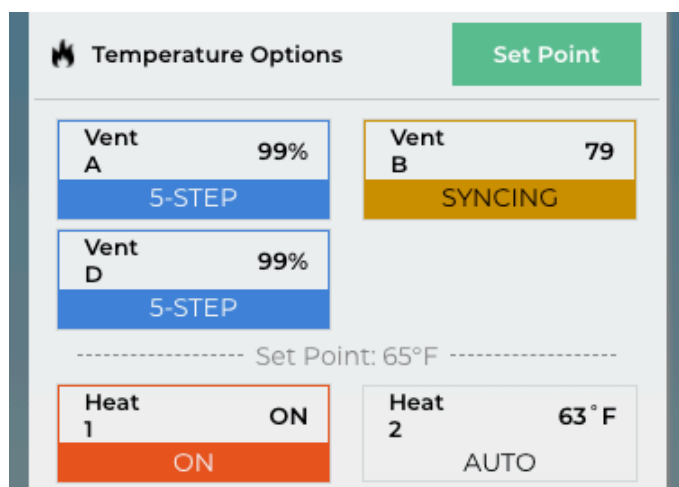 Temperature Options
Set Point
Vent A 99%
5-STEP
Vent B 79
SYNCING
Vent D 99%
5-STEP
Set Point: 65°F
Heat 1 ON
ON
Heat 2 63°F
AUTO